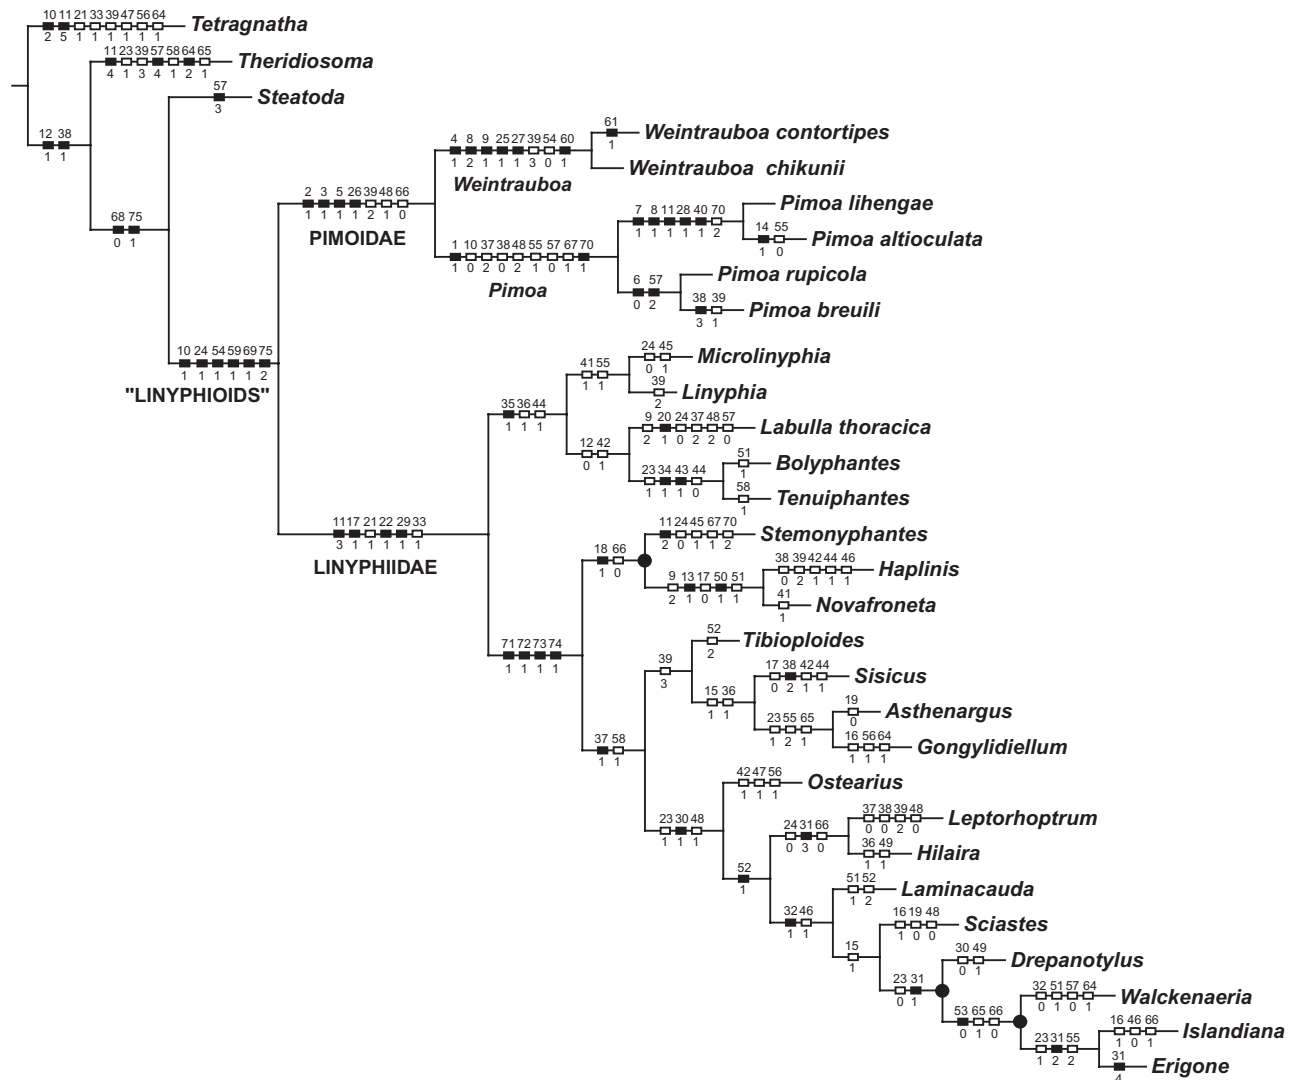 10 11 21 33 39 47 56 64
Tetragnatha
2 5 1 1 1 1 1 1
11 23 39 57 58 64 65
Theridiosoma
4 1 3 4 1 2 1
57
Steatoda
3
12 38
1 1
61
Weintrauboa contortipes
1
4 8 9 25 27 39 54 60
1 2 1 1 1 3 0 1
Weintrauboa chikunii
Weintrauboa
2 3 5 26 39 48 66
1 1 1 1 2 1 0
PIMOIDAE
Pimoa lihengae
7 8 11 28 40 70
1 1 1 1 1 2
14 55
Pimoa altioculata
1 0
68 75
0 1
1 10 37 38 48 55 57 67 70
1 0 2 0 2 1 0 1 1
Pimoa
Pimoa rupicola
6 57
0 2
38 39
Pimoa breuili
3 1
10 24 54 59 69 75
1 1 1 1 1 2
"LINYPHIOIDS"
24 45
Microlinyphia
0 1
41 55
1 1
39
Linyphia
2
35 36 44
1 1 1
9 20 24 37 48 57
Labulla thoracica
2 1 0 2 2 0
12 42
0 1
51
Bolyphantes
1
23 34 43 44
1 1 1 0
58
Tenuiphantes
1
11 17 21 22 29 33
3 1 1 1 1 1
LINYPHIIDAE
11 24 45 67 70
Stemonyphantes
2 0 1 1 2
18 66
1 0
38 39 42 44 46
Haplinis
0 2 1 1 1
9 13 17 50 51
2 1 0 1 1
41
Novafroneta
1
71 72 73 74
1 1 1 1
52
Tibioploides
2
39
3
17 38 42 44
Sisicus
0 2 1 1
15 36
1 1
19
Asthenargus
0
23 55 65
1 2 1
16 56 64
Gongylidiellum
1 1 1
37 58
1 1
42 47 56
Ostearius
1 1 1
23 30 48
1 1 1
37 38 39 48
Leptorhoptrum
0 0 2 0
24 31 66
0 3 0
36 49
Hilaira
1 1
52
1
51 52
Laminacauda
1 2
32 46
1 1
16 19 48
Sciastes
1 0 0
15
1
30 49
Drepanotylus
0 1
23 31
0 1
32 51 57 64
Walckenaeria
0 1 0 1
53 65 66
0 1 0
16 46 66
Islandiana
1 0 1
23 31 55
1 2 2
31
Erigone
4